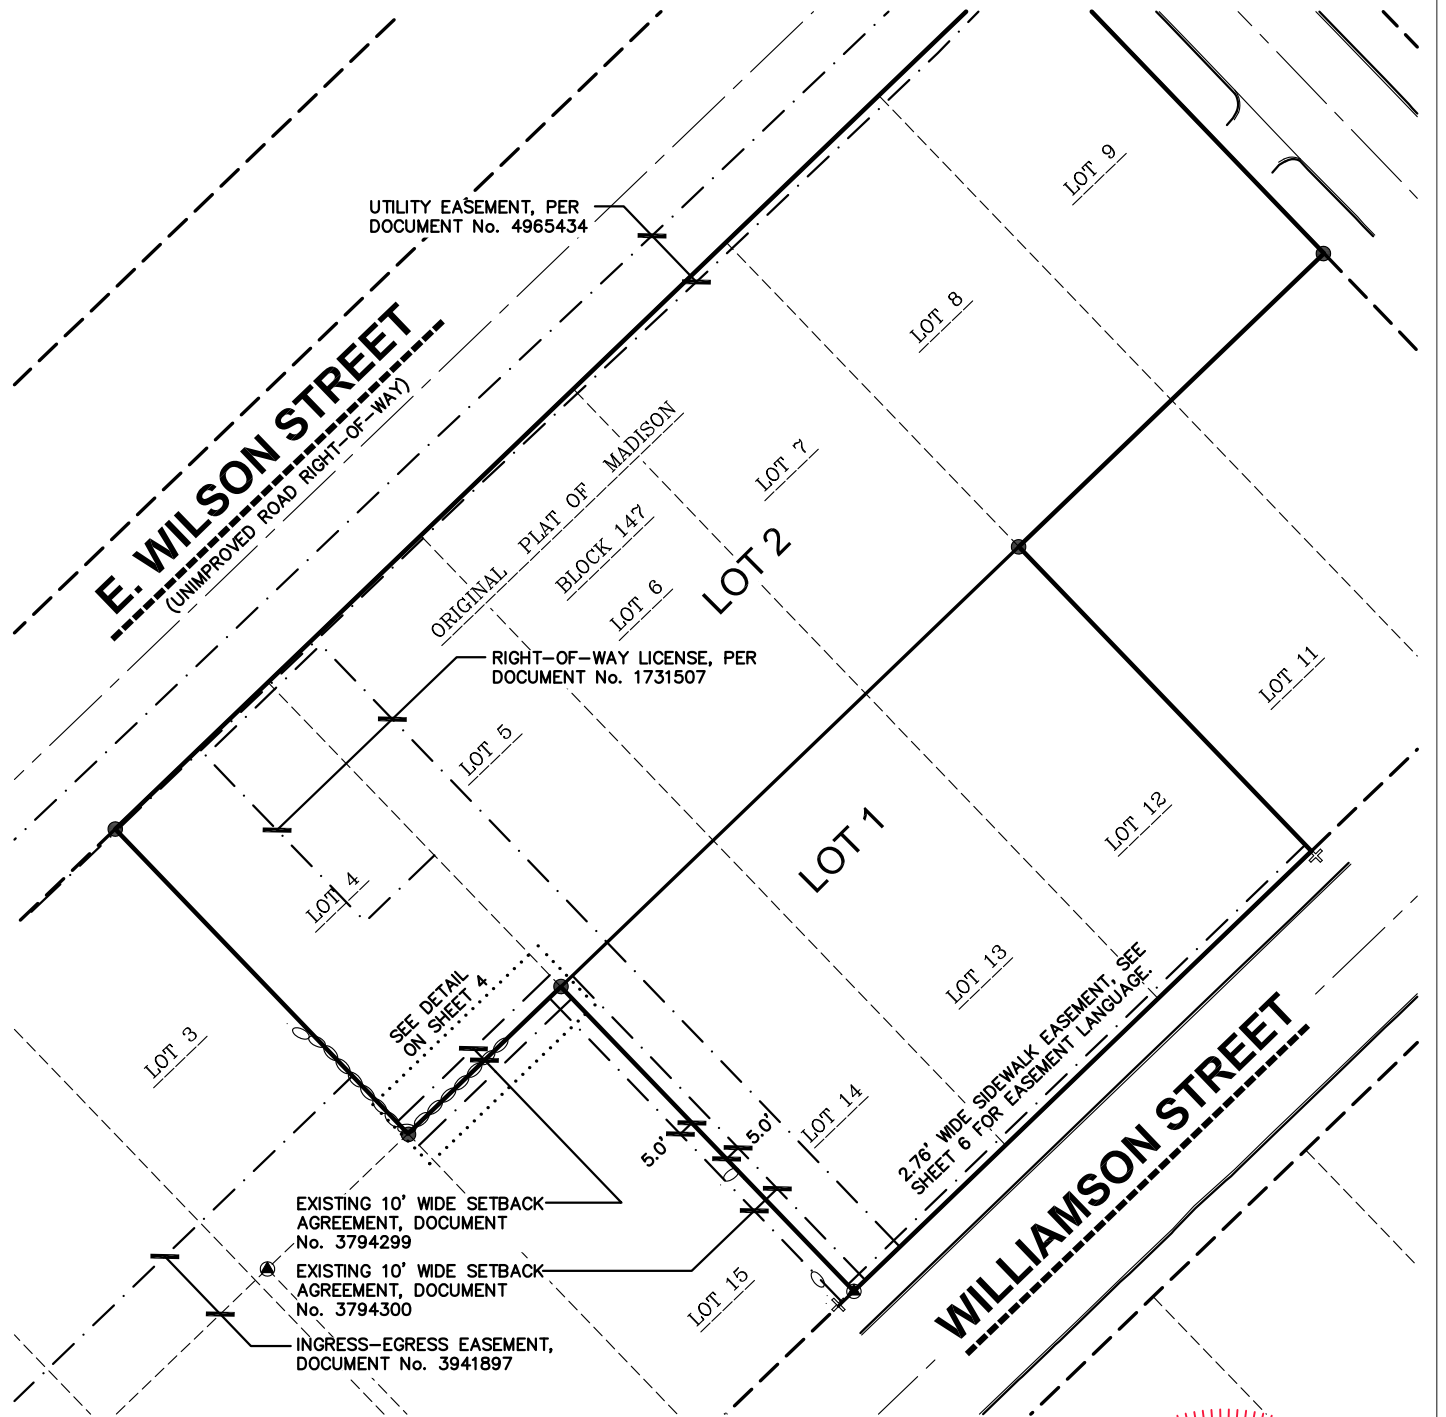 LOT 9
UTILITY EASEMENT, PER
DOCUMENT No. 4965434
LOT 8
E. WILSON STREET
(UNIMPROVED ROAD RIGHT-OF-WAY)
LOT 7
ORIGINAL PLAT OF MADISON
BLOCK 147
LOT 6
LOT 2
RIGHT-OF-WAY LICENSE, PER
DOCUMENT No. 1731507
LOT 11
LOT 5
LOT 12
LOT 1
LOT 4
LOT 13
SEE DETAIL
ON SHEET 4
2.76' WIDE SIDEWALK EASEMENT, SEE
SHEET 6 FOR EASEMENT LANGUAGE.
LOT 3
LOT 14
5.0'
5.0'
WILLIAMSON STREET
EXISTING 10' WIDE SETBACK
AGREEMENT, DOCUMENT
No. 3794299
EXISTING 10' WIDE SETBACK
AGREEMENT, DOCUMENT
No. 3794300
LOT 15
INGRESS-EGRESS EASEMENT,
DOCUMENT No. 3941897